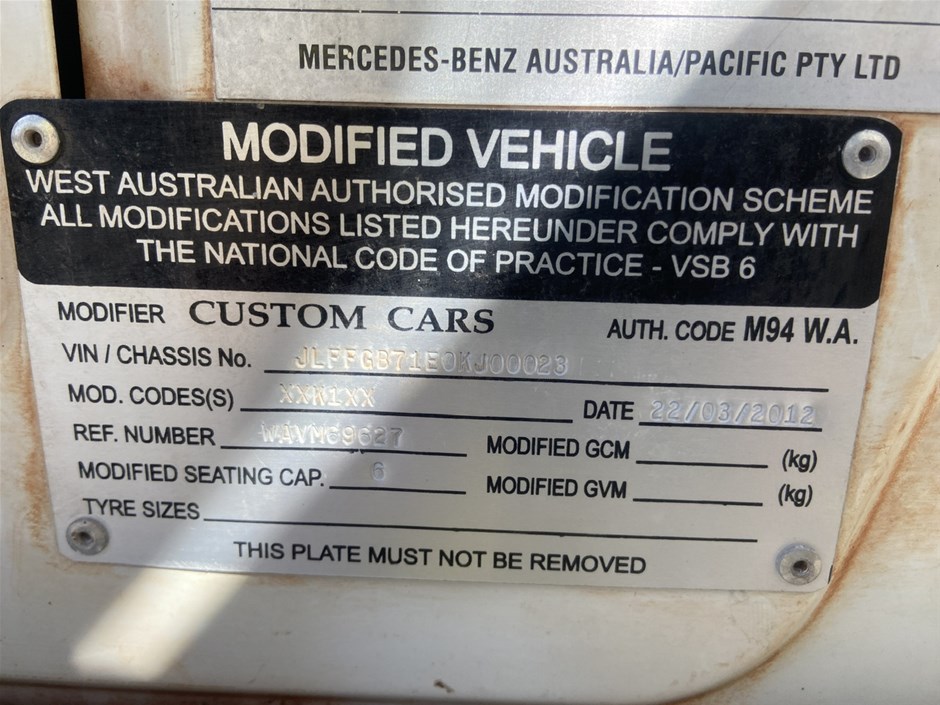 MERCEDES-BENZ AUSTRALIA/PACIFIC PTY LTD
MODIFIED VEHICLE
WEST AUSTRALIAN AUTHORISED MODIFICATION SCHEME
ALL MODIFICATIONS LISTED HEREUNDER COMPLY WITH
THE NATIONAL CODE OF PRACTICE - VSB 6
MODIFIER CUSTOM CARS AUTH. CODE M94 W.A.
VIN / CHASSIS No.
MOD. CODES(S) DATE 22/03/2012
REF. NUMBER MODIFIED GCM (kg)
MODIFIED SEATING CAP. 6 MODIFIED GVM (kg)
TYRE SIZES
THIS PLATE MUST NOT BE REMOVED